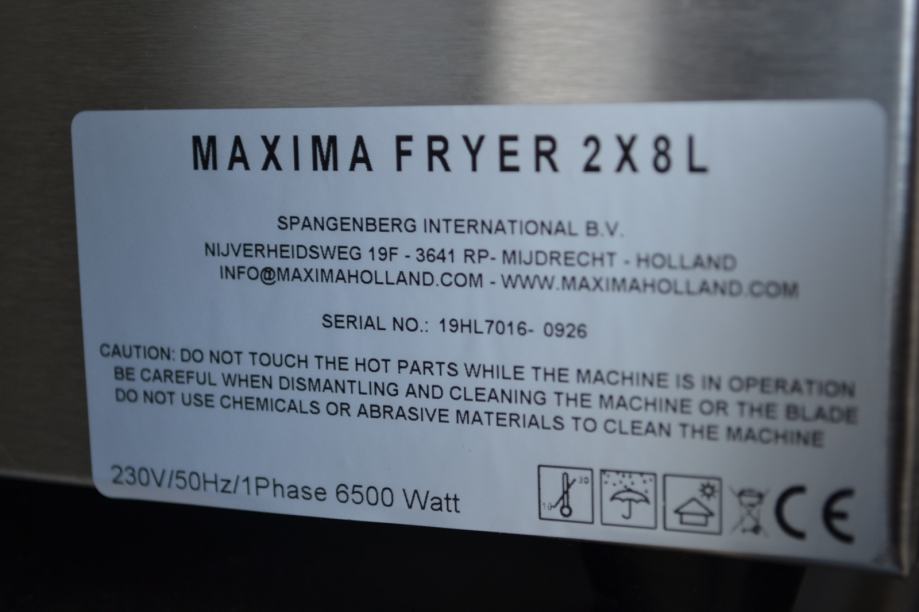 MAXIMA FRYER 2X8L
SPANGENBERG INTERNATIONAL B.V.
NIJVERHEIDSWEG 19F - 3641 RP- MIJDRECHT - HOLLAND
INFO@MAXIMAHOLLAND.COM - WWW.MAXIMAHOLLAND.COM
SERIAL NO.: 19HL7016- 0926
CAUTION: DO NOT TOUCH THE HOT PARTS WHILE THE MACHINE IS IN OPERATION
BE CAREFUL WHEN DISMANTLING AND CLEANING THE MACHINE OR THE BLADE
DO NOT USE CHEMICALS OR ABRASIVE MATERIALS TO CLEAN THE MACHINE
230V/50Hz/1Phase 6500 Watt
CE